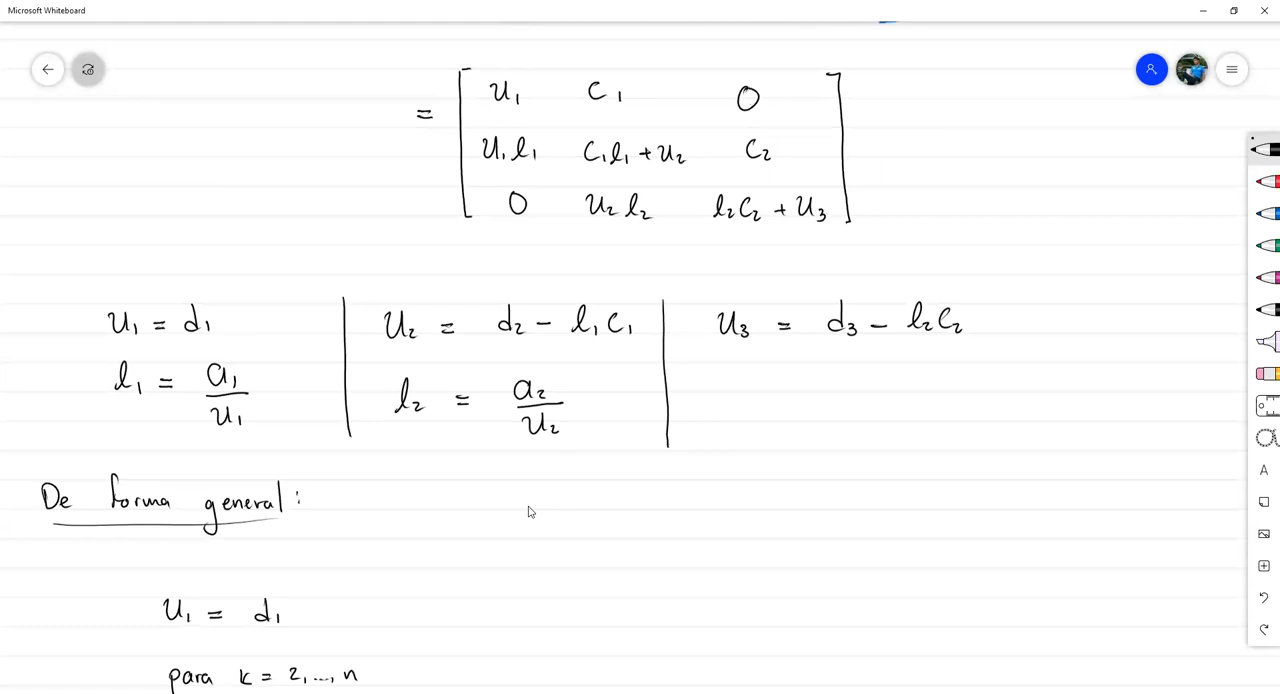 Microsoft Whiteboard
= [ u₁ c₁ 0
u₁l₁ c₁l₁ + u₂ c₂
0 u₂l₂ l₂c₂ + u₃ ]
u₁ = d₁ | u₂ = d₂ - l₁c₁ | u₃ = d₃ - l₂c₂
l₁ = a₁/u₁ | l₂ = a₂/u₂ |
De forma general:
u₁ = d₁
para k = 2, ..., n
A